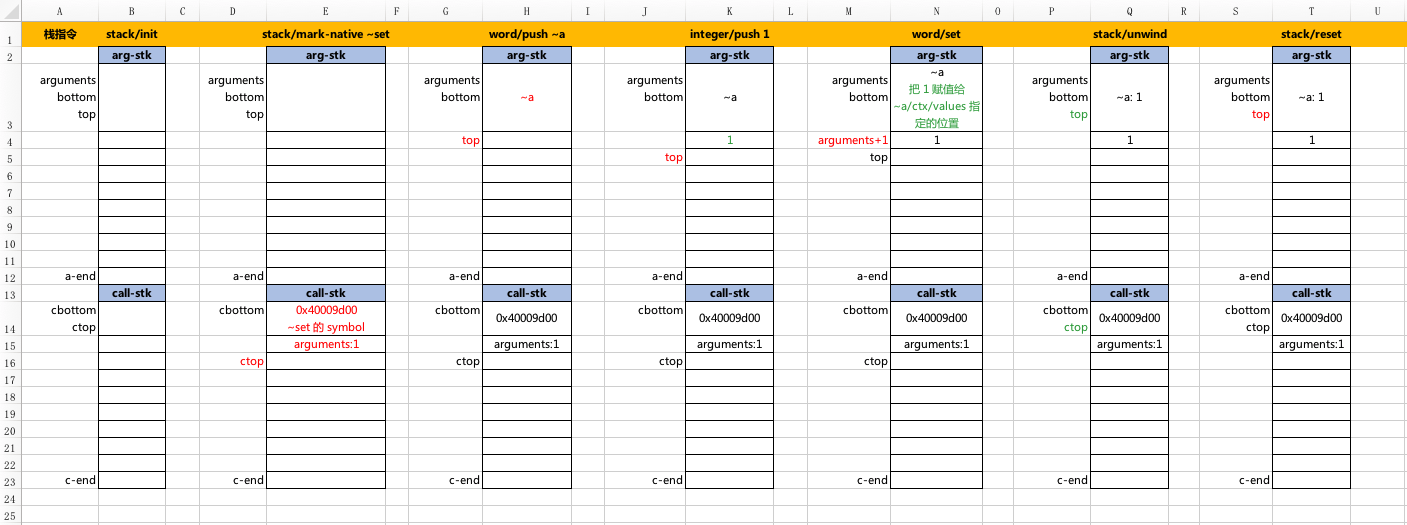 A B C D E F G H I J K L M N O P Q R S T U
1 栈指令 stack/init stack/mark-native ~set word/push ~a integer/push 1 word/set stack/unwind stack/reset
2 arg-stk arg-stk arg-stk arg-stk arg-stk arg-stk arg-stk
~a
arguments arguments arguments arguments arguments arguments arguments
把 1 赋值给
bottom bottom bottom ~a bottom ~a bottom bottom ~a: 1 bottom ~a: 1
~a/ctx/values 指
top top top top
定的位置
3
4 top 1 arguments+1 1 1 1
5 top top
6
7
8
9
10
11
12 a-end a-end a-end a-end a-end a-end a-end
13 call-stk call-stk call-stk call-stk call-stk call-stk call-stk
cbottom cbottom 0x40009d00 cbottom cbottom cbottom cbottom cbottom
0x40009d00 0x40009d00 0x40009d00 0x40009d00 0x40009d00
14 ctop ~set 的 symbol ctop ctop
15 arguments:1 arguments:1 arguments:1 arguments:1 arguments:1 arguments:1
16 ctop ctop ctop ctop
17
18
19
20
21
22
23 c-end c-end c-end c-end c-end c-end c-end
24
25